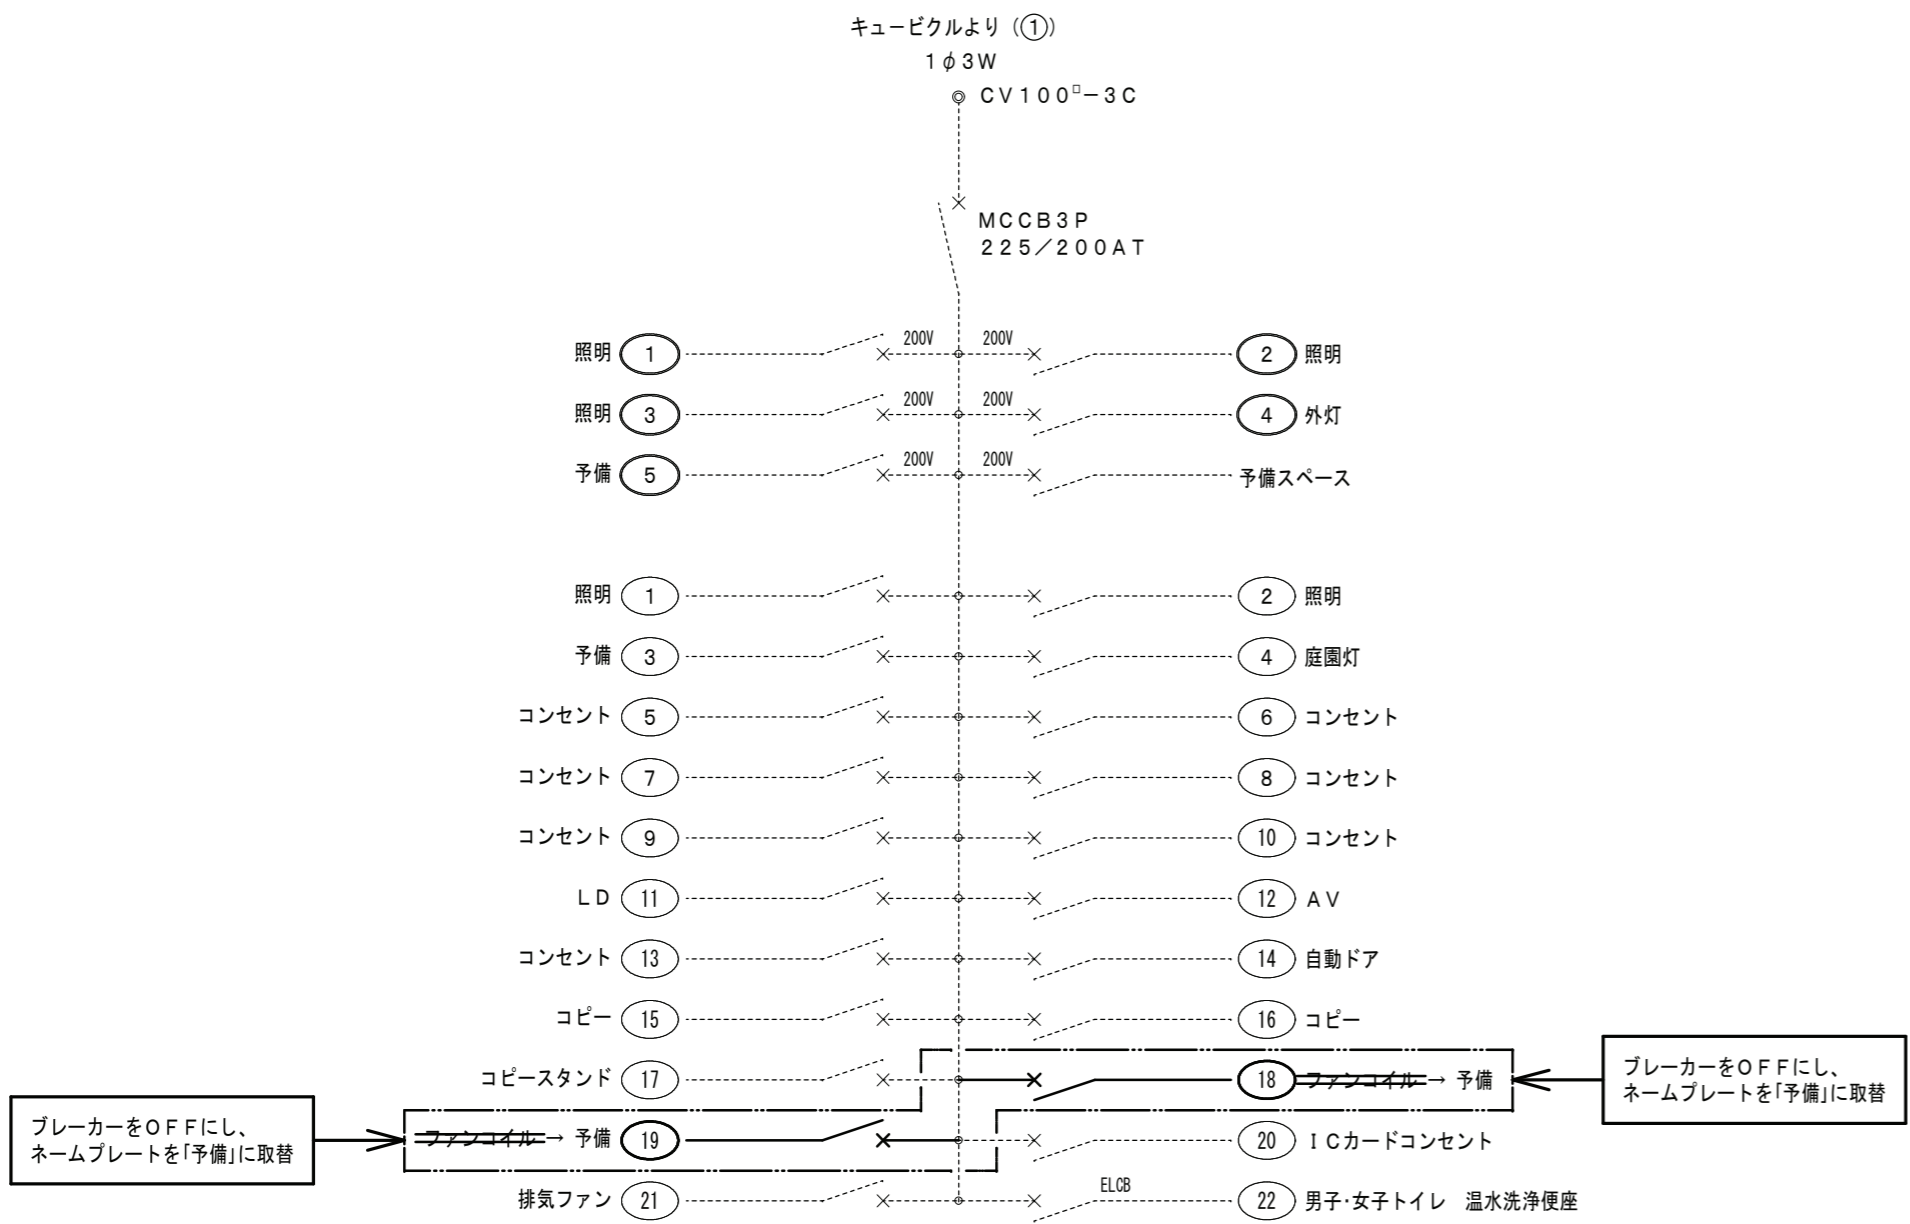 キュービクルより（①）
１φ３Ｗ
ＣＶ１００□－３Ｃ
ＭＣＣＢ３Ｐ
２２５／２００ＡＴ
照明 1 200V 200V 2 照明
照明 3 200V 200V 4 外灯
予備 5 200V 200V 予備スペース
照明 1 2 照明
予備 3 4 庭園灯
コンセント 5 6 コンセント
コンセント 7 8 コンセント
コンセント 9 10 コンセント
ＬＤ 11 12 ＡＶ
コンセント 13 14 自動ドア
コピー 15 16 コピー
コピースタンド 17 18 ファンコイル → 予備
ブレーカーをＯＦＦにし、
ネームプレートを｢予備｣に取替
ブレーカーをＯＦＦにし、
ネームプレートを｢予備｣に取替
ファンコイル → 予備 19 20 ＩＣカードコンセント
排気ファン 21 ELCB 22 男子･女子トイレ　温水洗浄便座